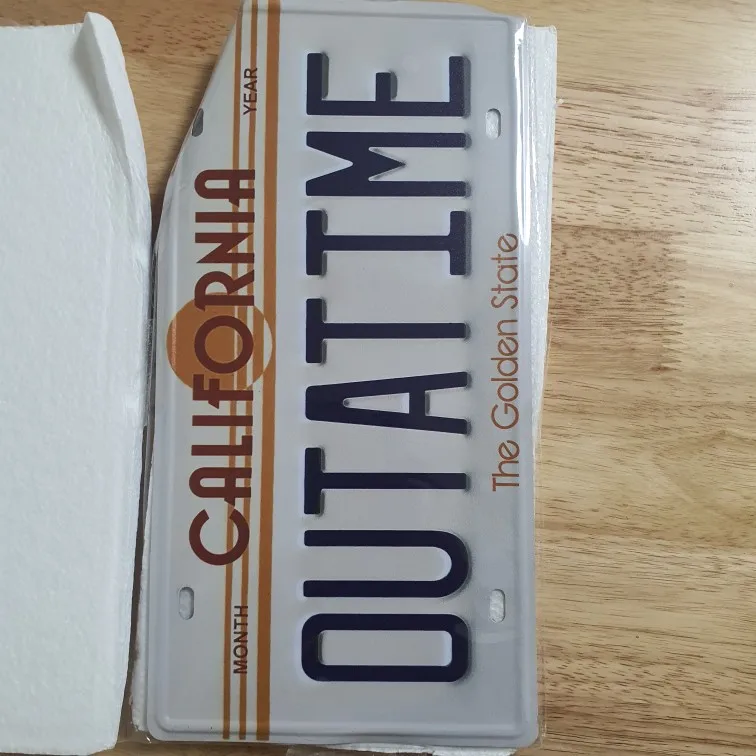 CALIFORNIA
MONTH YEAR
OUTATIME
The Golden State